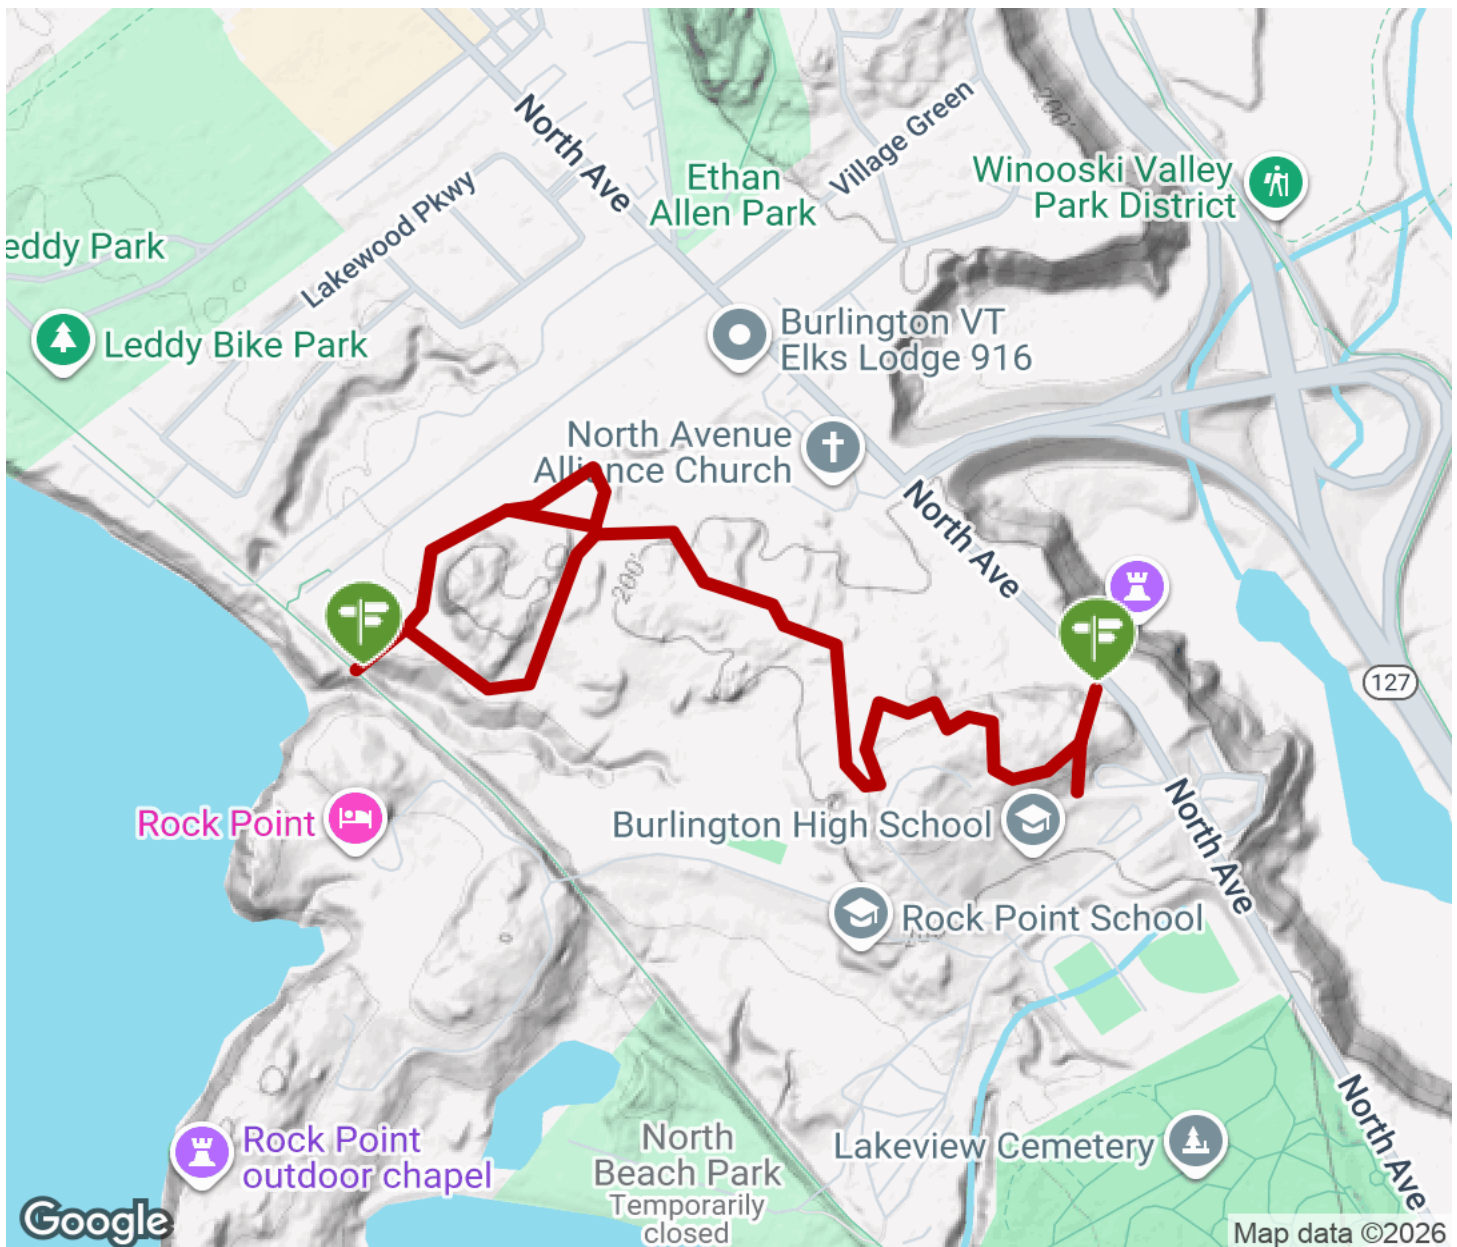 North Ave
Village Green
200'
Winooski Valley
Park District
Ethan
Allen Park
Lakewood Pkwy
eddy Park
Leddy Bike Park
Burlington VT
Elks Lodge 916
North Avenue
Alliance Church
North Ave
200'
127
Rock Point
Burlington High School
North Ave
Rock Point School
North
Beach Park
Temporarily
closed
Lakeview Cemetery
North Ave
Rock Point
outdoor chapel
Google
Map data ©2026